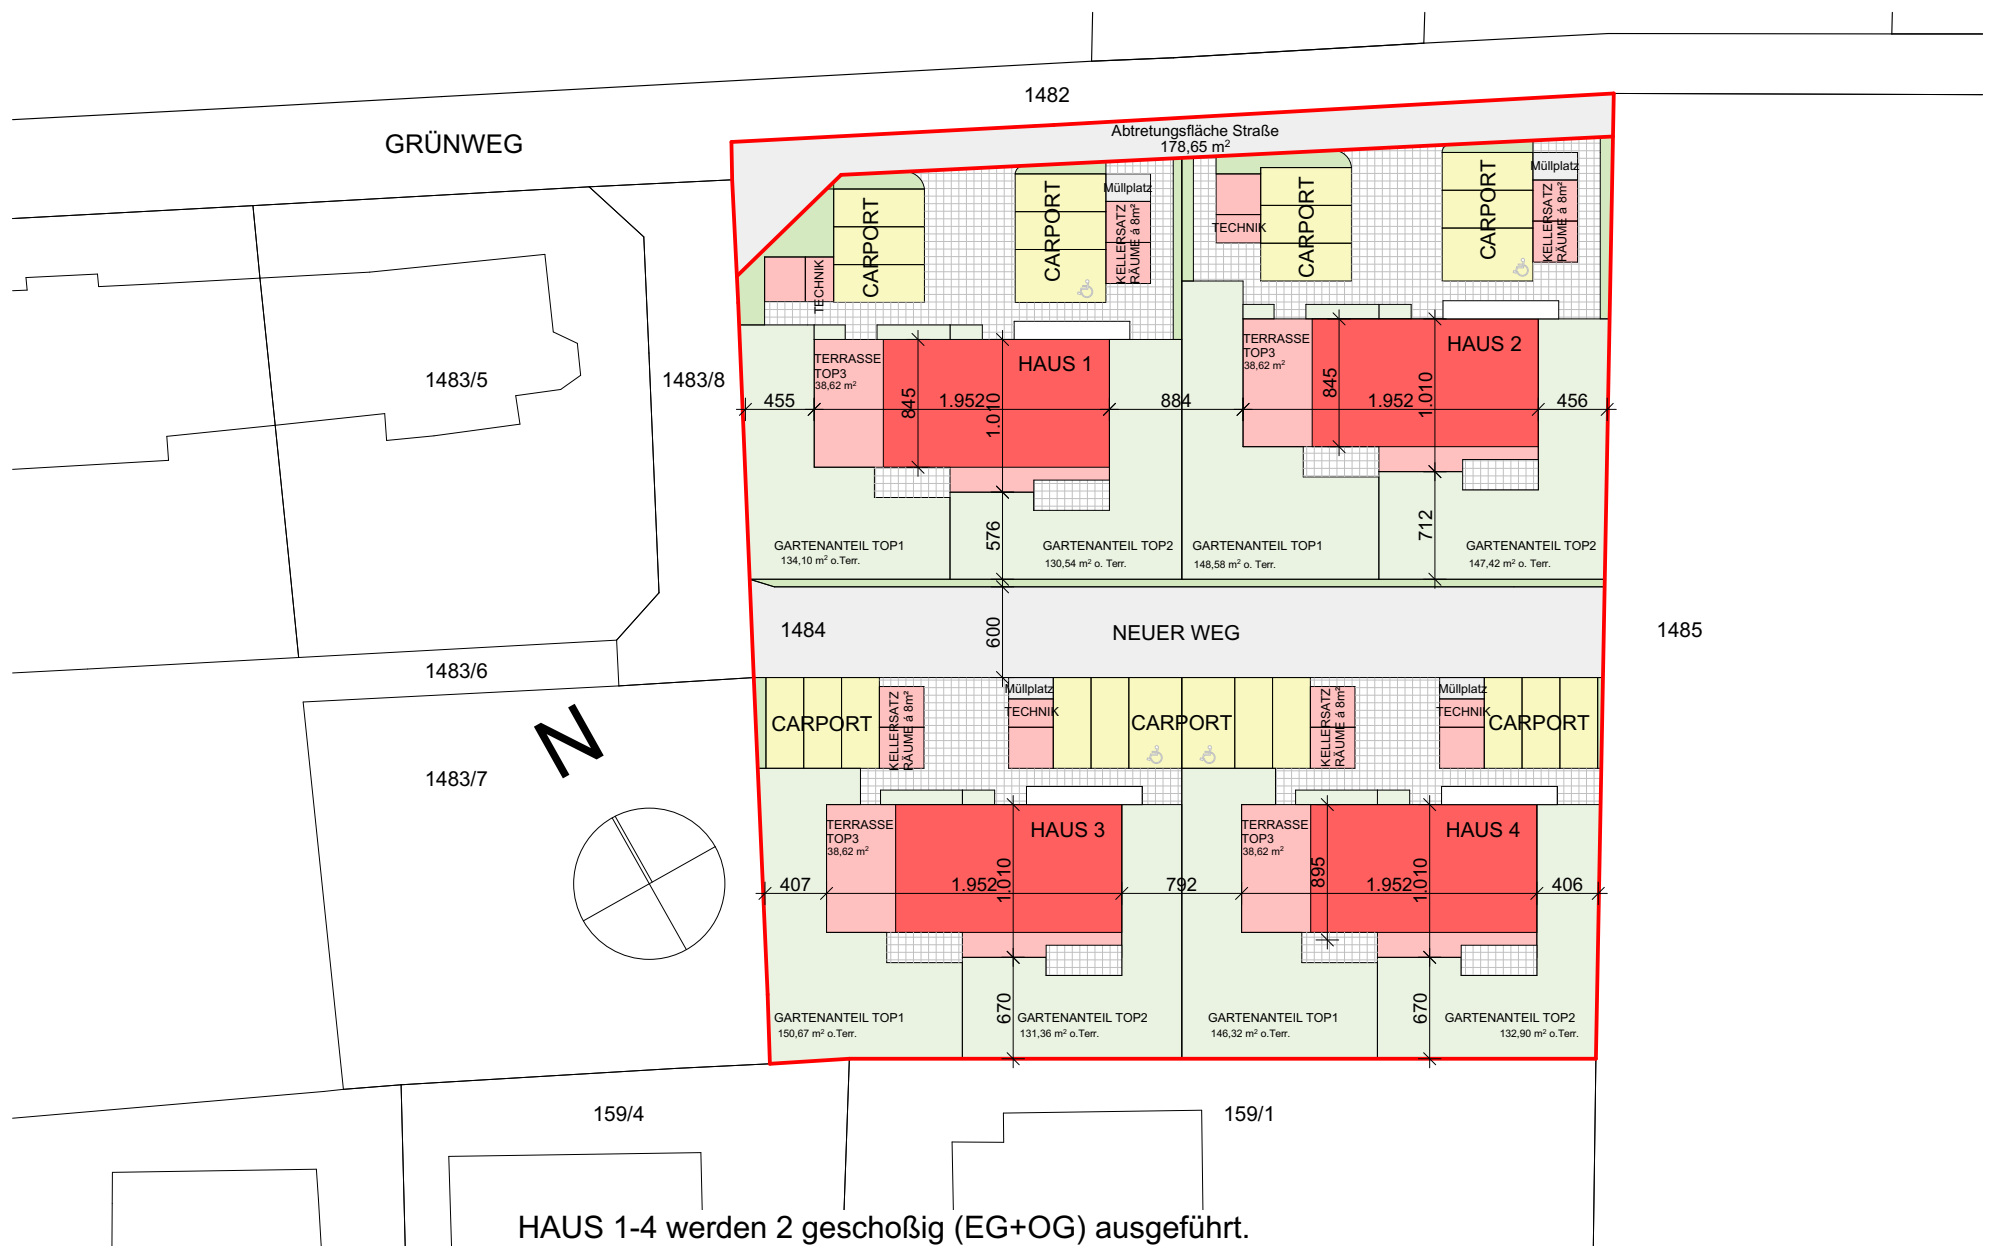 1482
GRÜNWEG
Abtretungsfläche Straße
178,65 m²
CARPORT
CARPORT
Müllplatz
KELLERSATZ
RÄUME á 8m²
TECHNIK
TECHNIK
CARPORT
CARPORT
Müllplatz
KELLERSATZ
RÄUME á 8m²
1483/5
1483/8
TERRASSE
TOP3
38,62 m²
HAUS 1
455
845
1.952
1.010
884
TERRASSE
TOP3
38,62 m²
HAUS 2
845
1.952
1.010
456
576
712
GARTENANTEIL TOP1
134,10 m² o.Terr.
GARTENANTEIL TOP2
130,54 m² o. Terr.
GARTENANTEIL TOP1
148,58 m² o.Terr.
GARTENANTEIL TOP2
147,42 m² o.Terr.
1484
600
NEUER WEG
1485
1483/6
CARPORT
KELLERSATZ
RÄUME á 8m²
Müllplatz
TECHNIK
CARPORT
KELLERSATZ
RÄUME á 8m²
Müllplatz
TECHNIK
CARPORT
N
1483/7
TERRASSE
TOP3
38,62 m²
HAUS 3
407
1.952
1.010
792
TERRASSE
TOP3
38,62 m²
HAUS 4
895
1.952
1.010
406
670
670
GARTENANTEIL TOP1
150,67 m² o.Terr.
GARTENANTEIL TOP2
131,36 m² o.Terr.
GARTENANTEIL TOP1
146,32 m² o.Terr.
GARTENANTEIL TOP2
132,90 m² o.Terr.
159/4
159/1
HAUS 1-4 werden 2 geschoßig (EG+OG) ausgeführt.